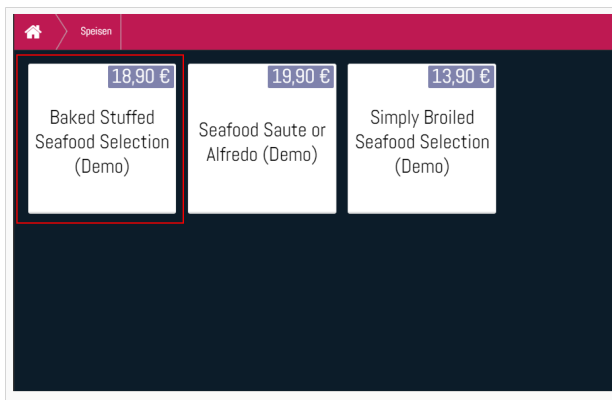 Speisen
18,90 €
Baked Stuffed
Seafood Selection
(Demo)
19,90 €
Seafood Saute or
Alfredo (Demo)
13,90 €
Simply Broiled
Seafood Selection
(Demo)